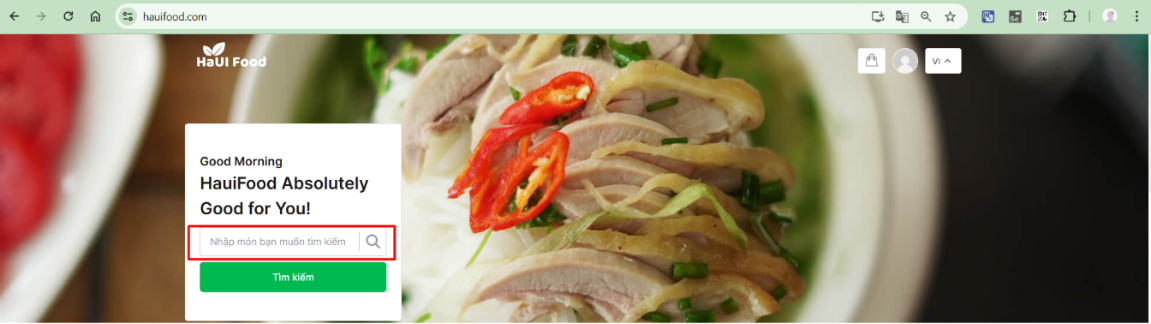 hauifood.com
HaUI Food
VI
Good Morning
HauiFood Absolutely
Good for You!
Nhập món bạn muốn tìm kiếm
Tìm kiếm